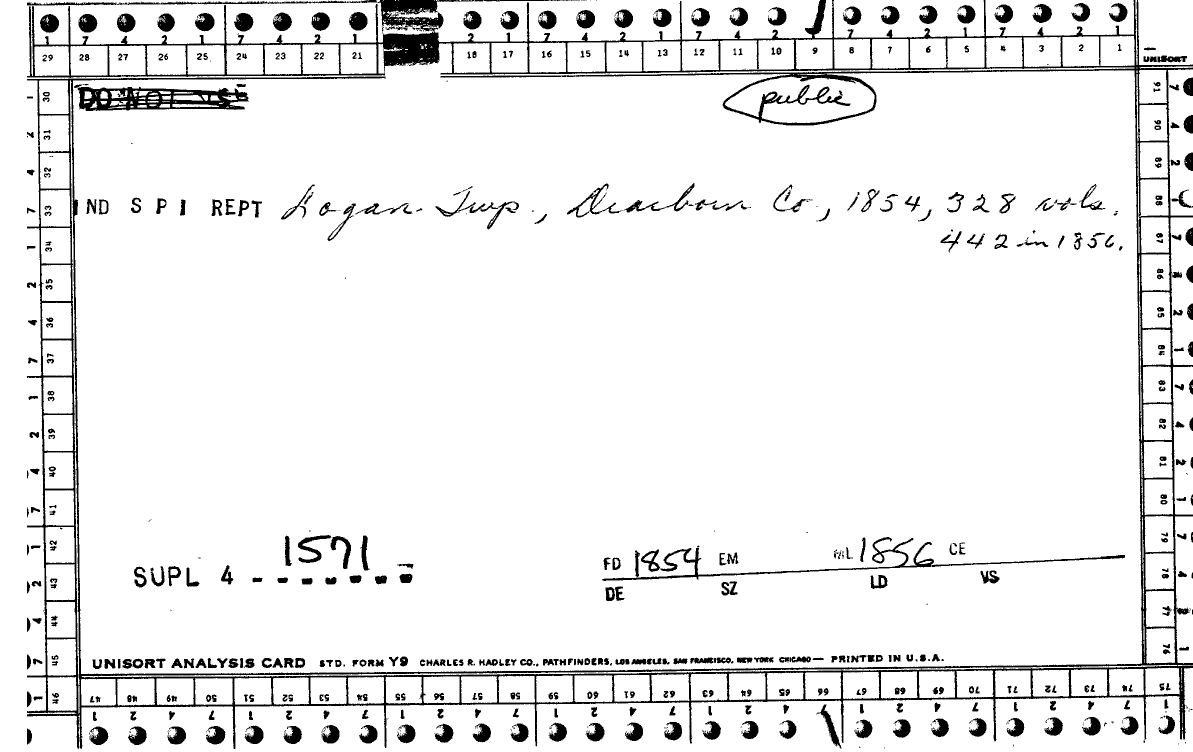 7 4 2 1 7 4 2 1 2 1 7 4 2 1 7 4 2 7 4 2 1 7 4 2 1
29 28 27 26 25 24 23 22 21 18 17 16 15 14 13 12 11 10 9 8 7 6 5 4 3 2 1
UNISORT
DO NOT USE
public
IND S P I REPT Logan Twp., Dearborn Co., 1854, 328 vols.
442 in 1856.
30 31 32 33 34 35 36 37 38 39 40 41 42 43 44 45 46
91 90 89 88 87 86 85 84 83 82 81 80 79 78 77 76
1571
SUPL 4 - - - - - - -
FD 1854 EM ML 1856 CE
DE SZ LD VS
UNISORT ANALYSIS CARD STD. FORM Y9 CHARLES R. HADLEY CO., PATHFINDERS, LOS ANGELES, SAN FRANCISCO, NEW YORK CHICAGO — PRINTED IN U.S.A.
47 48 49 50 51 52 53 54 55 56 57 58 59 60 61 62 63 64 65 66 67 68 69 70 71 72 73 74 75
1 2 4 7 1 2 4 7 1 2 4 7 1 2 4 7 1 2 4 7 1 2 4 7 1 2 4 7 1